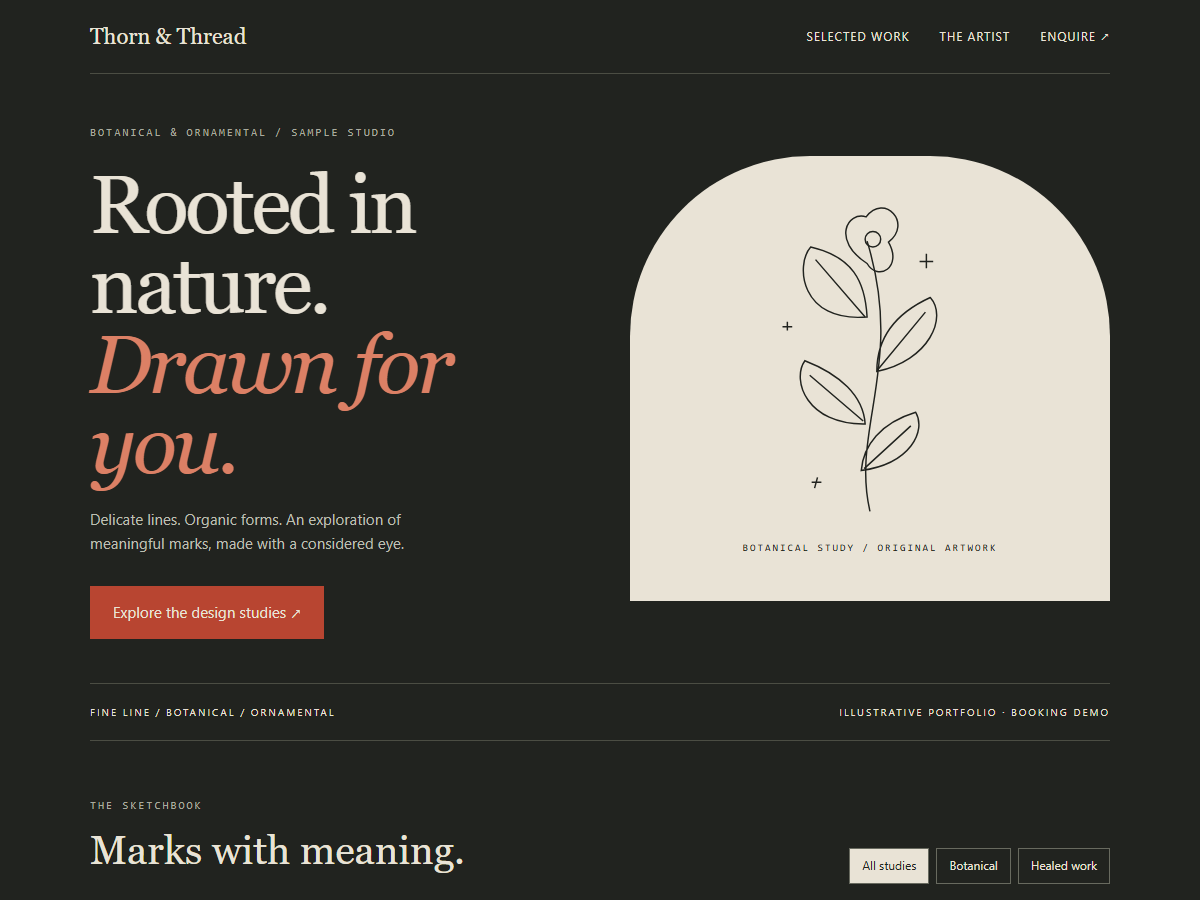 Thorn & Thread
SELECTED WORK
THE ARTIST
ENQUIRE ↗
BOTANICAL & ORNAMENTAL / SAMPLE STUDIO
Rooted in
nature.
Drawn for
you.
Delicate lines. Organic forms. An exploration of
meaningful marks, made with a considered eye.
Explore the design studies ↗
BOTANICAL STUDY / ORIGINAL ARTWORK
FINE LINE / BOTANICAL / ORNAMENTAL
ILLUSTRATIVE PORTFOLIO · BOOKING DEMO
THE SKETCHBOOK
Marks with meaning.
All studies
Botanical
Healed work